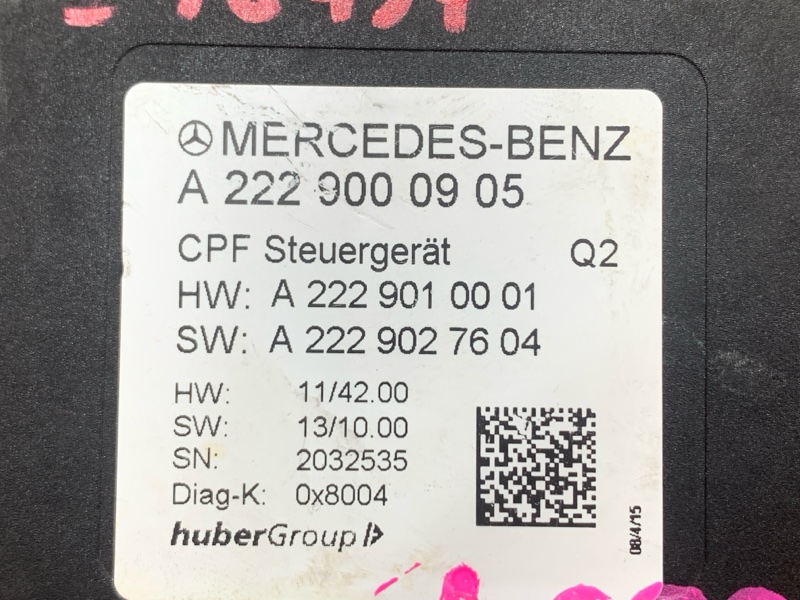 MERCEDES-BENZ
A 222 900 09 05
CPF Steuergerät Q2
HW: A 222 901 00 01
SW: A 222 902 76 04
HW: 11/42.00
SW: 13/10.00
SN: 2032535
Diag-K: 0x8004
huberGroup
08/4/15